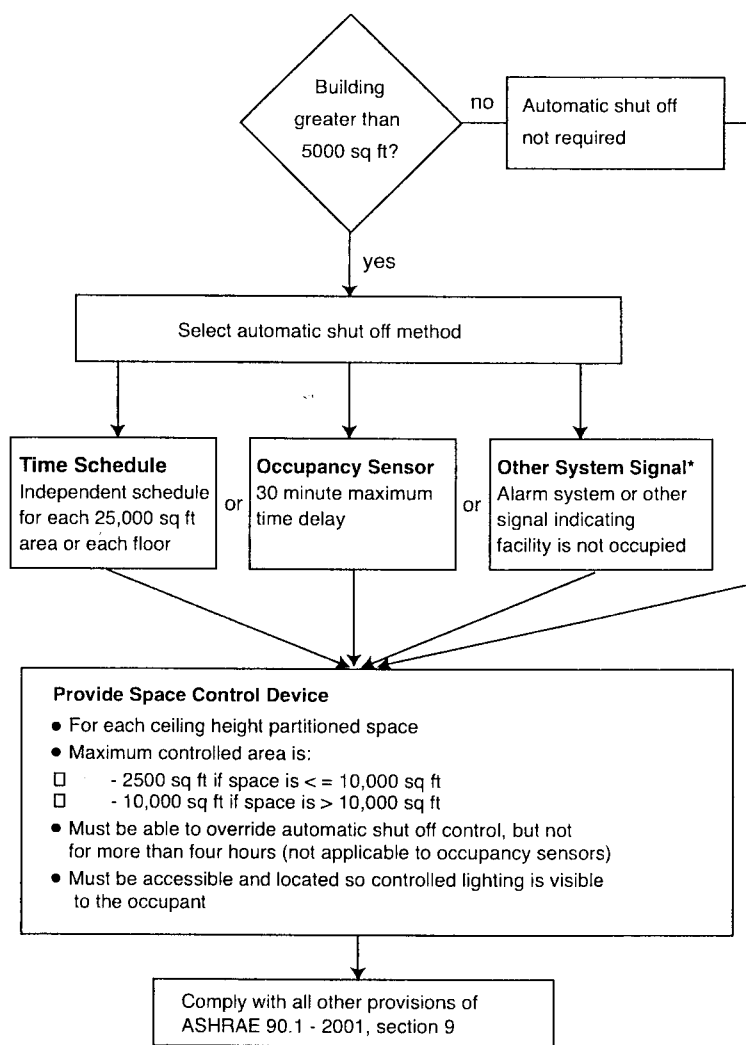 Building
greater than
5000 sq ft?
no
Automatic shut off
not required
yes
Select automatic shut off method
Time Schedule
Independent schedule
for each 25,000 sq ft
area or each floor
or
Occupancy Sensor
30 minute maximum
time delay
or
Other System Signal*
Alarm system or other
signal indicating
facility is not occupied
Provide Space Control Device
● For each ceiling height partitioned space
● Maximum controlled area is:
□ - 2500 sq ft if space is < = 10,000 sq ft
□ - 10,000 sq ft if space is > 10,000 sq ft
● Must be able to override automatic shut off control, but not
for more than four hours (not applicable to occupancy sensors)
● Must be accessible and located so controlled lighting is visible
to the occupant
Comply with all other provisions of
ASHRAE 90.1 - 2001, section 9